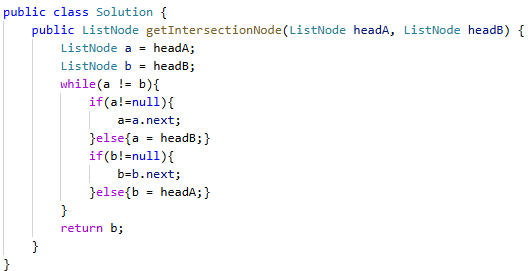 public class Solution {
    public ListNode getIntersectionNode(ListNode headA, ListNode headB) {
        ListNode a = headA;
        ListNode b = headB;
        while(a != b){
            if(a!=null){
                a=a.next;
            }else{a = headB;}
            if(b!=null){
                b=b.next;
            }else{b = headA;}
        }
        return b;
    }
}